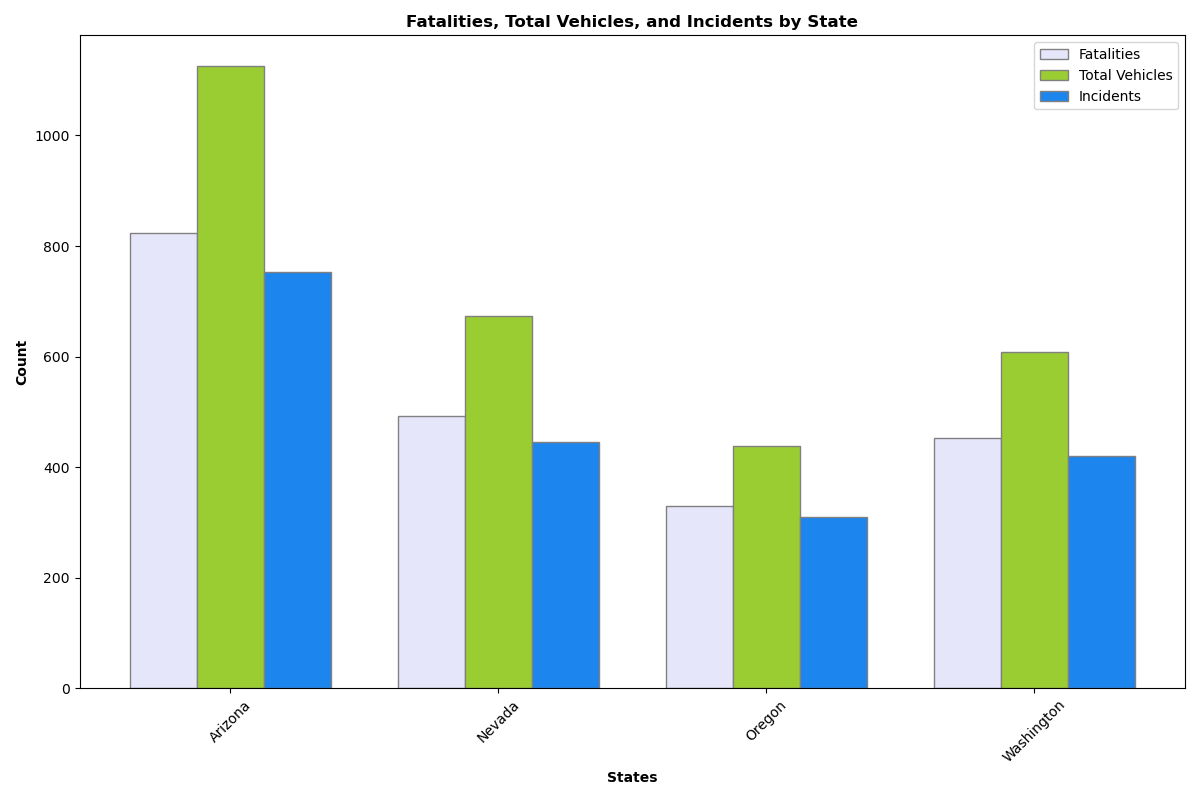 Fatalities, Total Vehicles, and Incidents by State
Fatalities
Total Vehicles
Incidents
1000
800
600
400
200
0
Count
Arizona
Nevada
Oregon
Washington
States